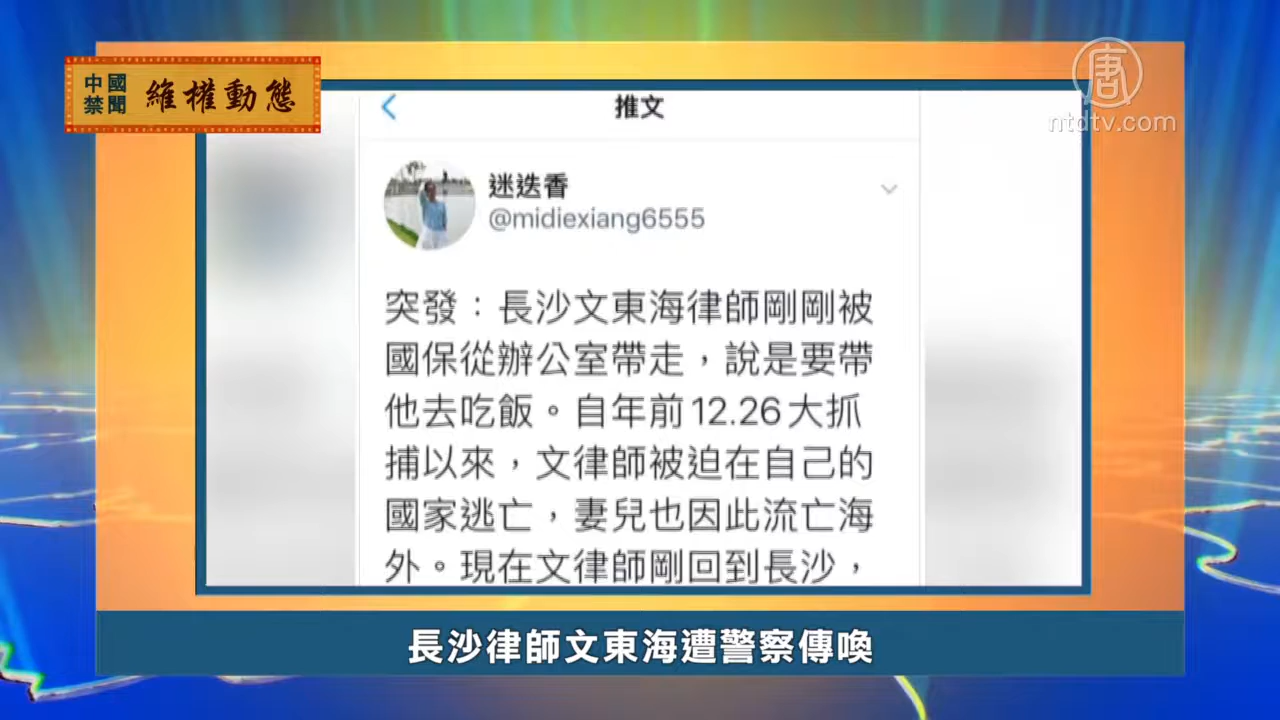 中國
禁聞
維權動態
唐
ntdtv.com
推文
迷迭香
@midiexiang6555
突發：長沙文東海律師剛剛被
國保從辦公室帶走，說是要帶
他去吃飯。自年前12.26大抓
捕以來，文律師被迫在自己的
國家逃亡，妻兒也因此流亡海
外。現在文律師剛回到長沙，
長沙律師文東海遭警察傳喚